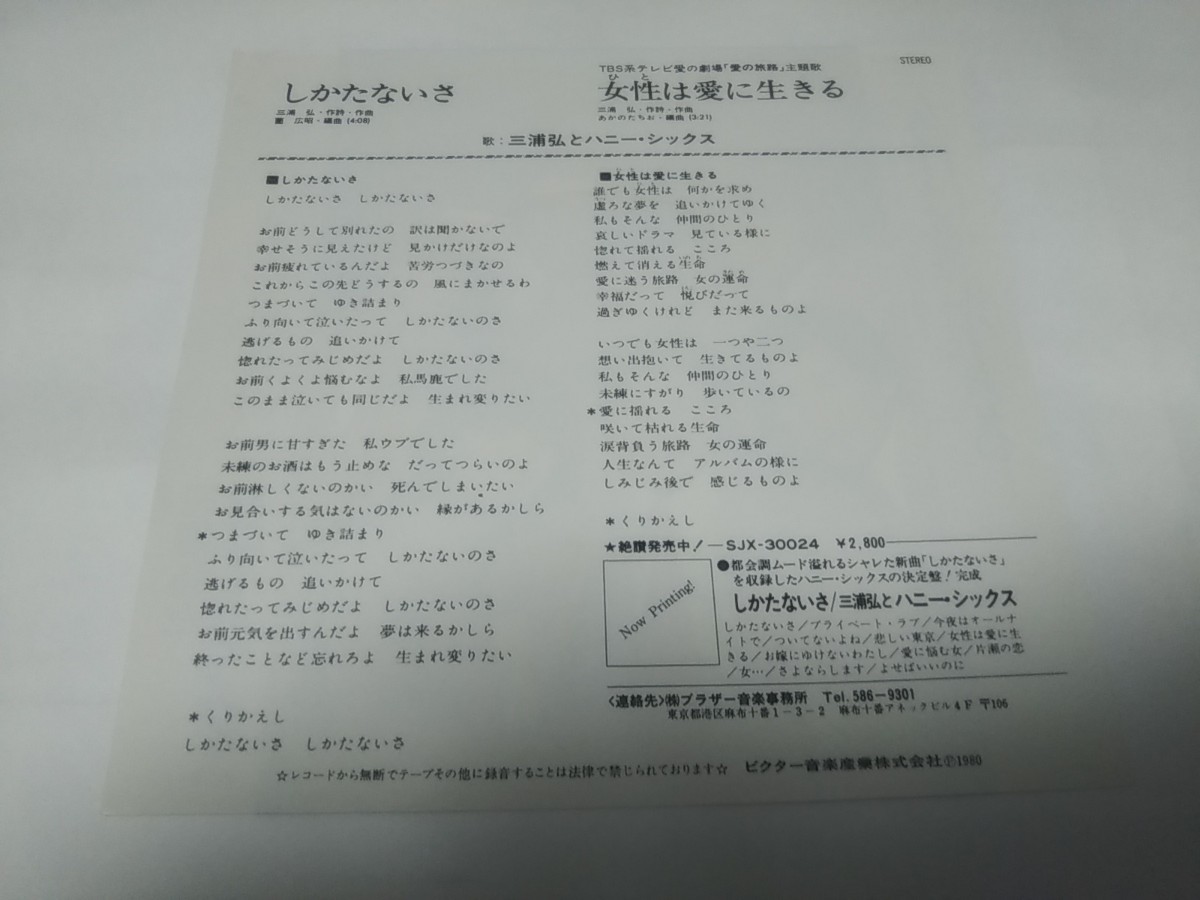 STEREO
しかたないさ
三浦 弘・作詩・作曲
広昭・編曲 (4:08)
TBS系テレビ愛の劇場「愛の旅路」主題歌
ひと
女性は愛に生きる
三浦 弘・作詩・作曲
あかのたちお・編曲 (3:21)
歌：三浦弘とハニー・シックス
■しかたないさ
しかたないさ しかたないさ
お前どうして別れたの 訳は聞かないで
幸せそうに見えたけど 見かけだけなのよ
お前疲れているんだよ 苦労つづきなの
これからこの先どうするの 風にまかせるわ
つまづいて ゆき詰まり
ふり向いて泣いたって しかたないのさ
逃げるもの 追いかけて
惚れたってみじめだよ しかたないのさ
お前くよくよ悩むなよ 私馬鹿でした
このまま泣いても同じだよ 生まれ変りたい
お前男に甘すぎた 私ウブでした
未練のお酒はもう止めな だってつらいのよ
お前淋しくないのかい 死んでしまいたい
お見合いする気はないのかい 縁があるかしら
*つまづいて ゆき詰まり
ふり向いて泣いたって しかたないのさ
逃げるもの 追いかけて
惚れたってみじめだよ しかたないのさ
お前元気を出すんだよ 夢は来るかしら
終ったことなど忘れろよ 生まれ変りたい
*くりかえし
しかたないさ しかたないさ
■女性は愛に生きる
誰でも女性は 何かを求め
虚ろな夢を 追いかけてゆく
私もそんな 仲間のひとり
哀しいドラマ 見ている様に
惚れて揺れる こころ
燃えて消える生命
愛に迷う旅路 女の運命
幸福だって 悦びだって
過ぎゆくけれど また来るものよ
いつでも女性は 一つや二つ
想い出抱いて 生きてるものよ
私もそんな 仲間のひとり
未練にすがり 歩いているの
*愛に揺れる こころ
咲いて枯れる生命
涙背負う旅路 女の運命
人生なんて アルバムの様に
しみじみ後で 感じるものよ
*くりかえし
★絶讃発売中！—SJX-30024 ¥2,800
Now Printing!
●都会調ムード溢れるシャレた新曲「しかたないさ」
を収録したハニー・シックスの決定盤！完成
しかたないさ/三浦弘とハニー・シックス
しかたないさ/プライベート・ラブ/今夜はオールナ
イトで/ついてないよね/悲しい東京/女性は愛に生
きる/お嫁にゆけないわたし/愛に悩む女/片瀬の恋
/女…/さよならします/よせばいいのに
〈連絡先〉㈱ブラザー音楽事務所 Tel.586-9301
東京都港区麻布十番1-3-2 麻布十番アネックビル4F 〒106
☆レコードから無断でテープその他に録音することは法律で禁じられております☆ ビクター音楽産業株式会社Ⓟ1980